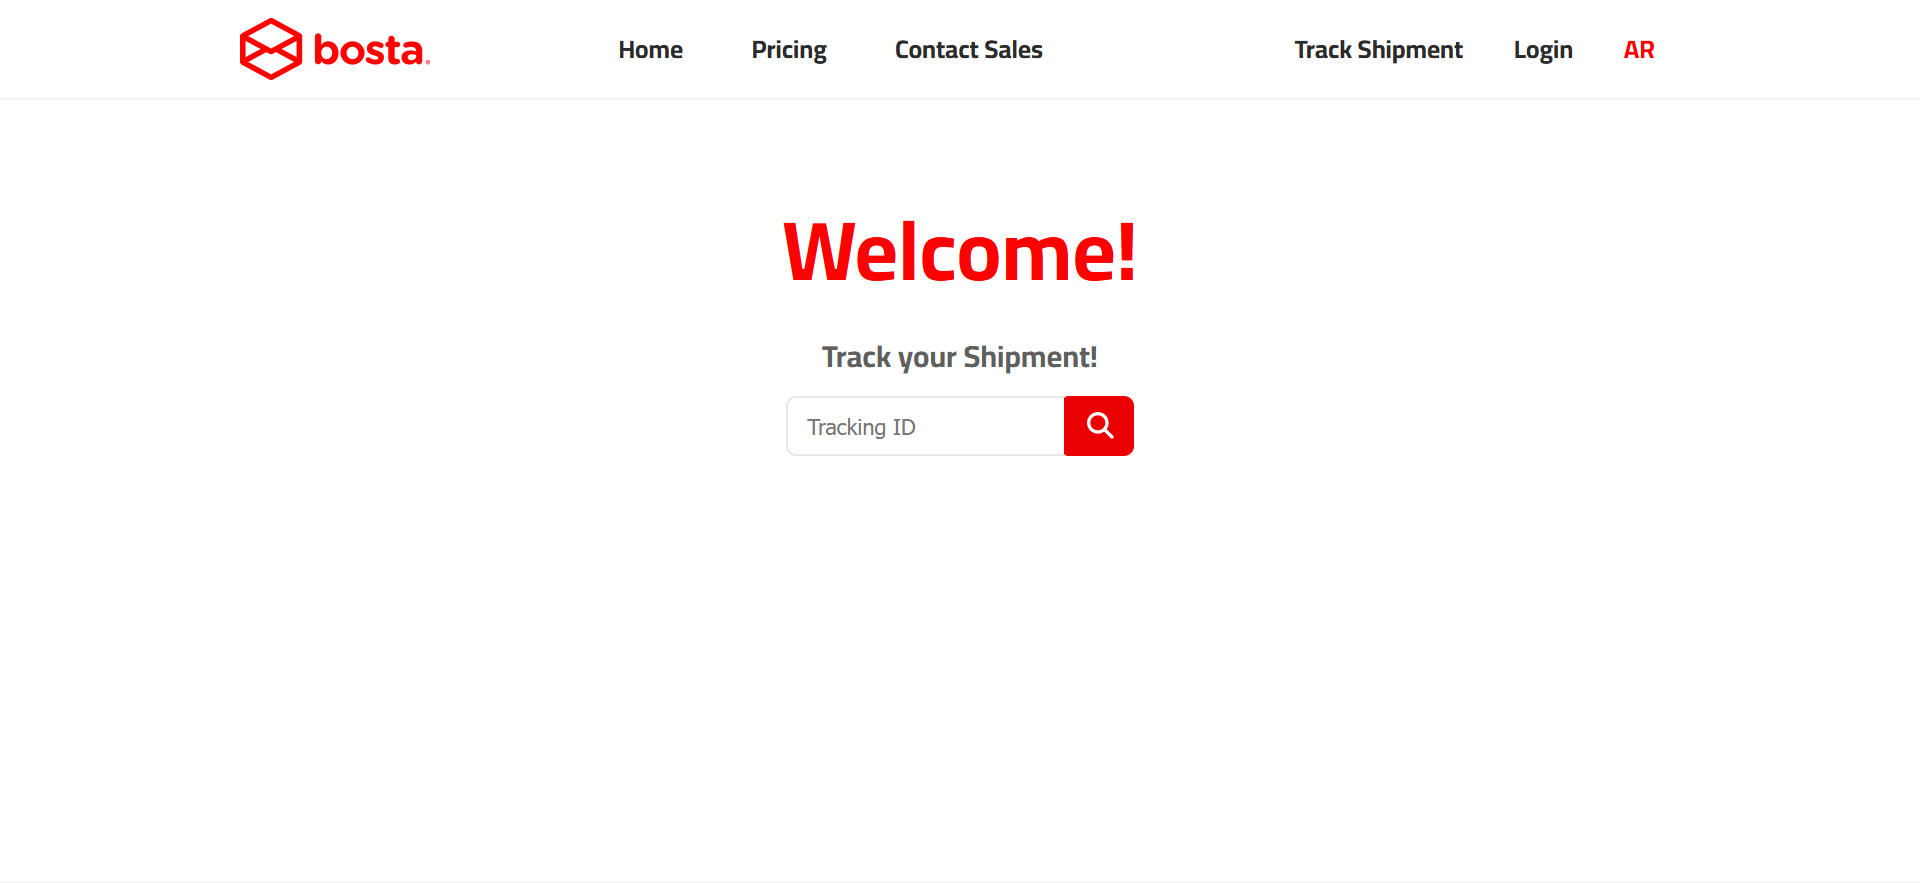 bosta
Home
Pricing
Contact Sales
Track Shipment
Login
AR
Welcome!
Track your Shipment!
Tracking ID